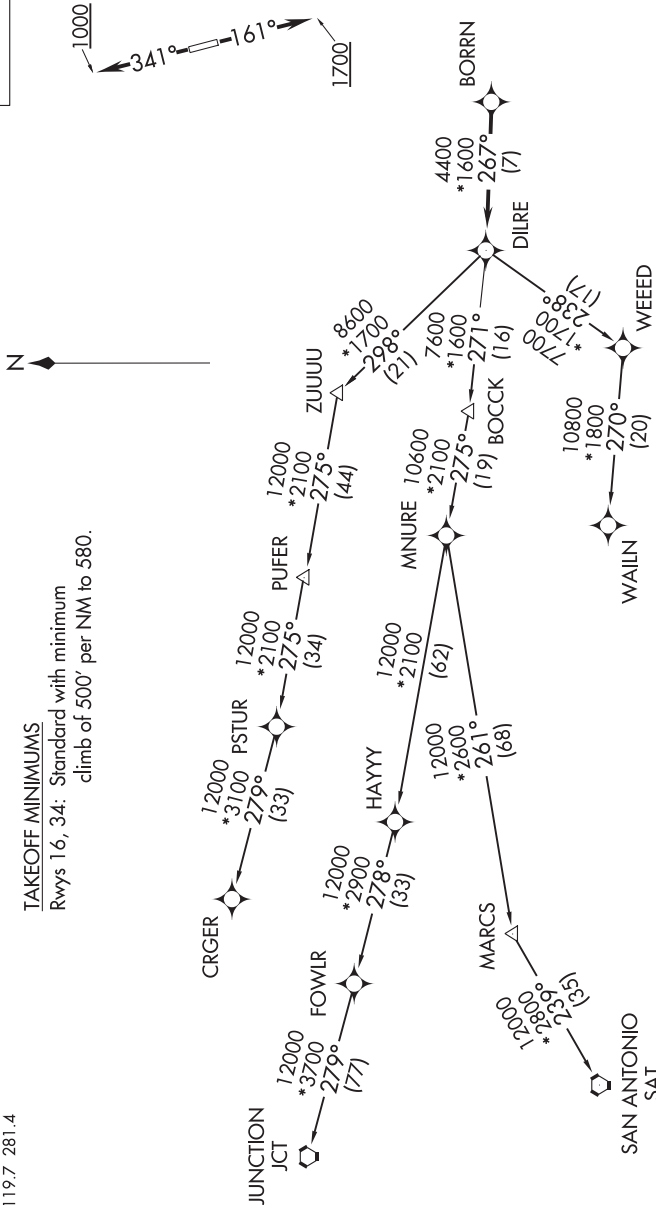 119.7 281.4
TAKEOFF MINIMUMS
Rwys 16, 34: Standard with minimum
climb of 500' per NM to 580.
N
1000
341°
161°
1700
BORRN
4400
*1600
267°
(7)
DILRE
8600
*1700
298°
(21)
ZUUUU
12000
*2100
275°
(44)
PUFER
12000
*2100
275°
(34)
PSTUR
12000
*3100
279°
(33)
CRGER
7600
*1600
271°
(16)
BOCCK
10600
*2100
275°
(19)
MNURE
12000
*2100
(62)
HAYYY
12000
*2900
278°
(33)
FOWLR
12000
*3700
279°
(77)
JUNCTION
JCT
12000
*2600
261°
(68)
MARCS
12000
*2800
239°
(35)
SAN ANTONIO
SAT
7700
*1700
238°
(17)
WEEED
10800
*1800
270°
(20)
WAILN